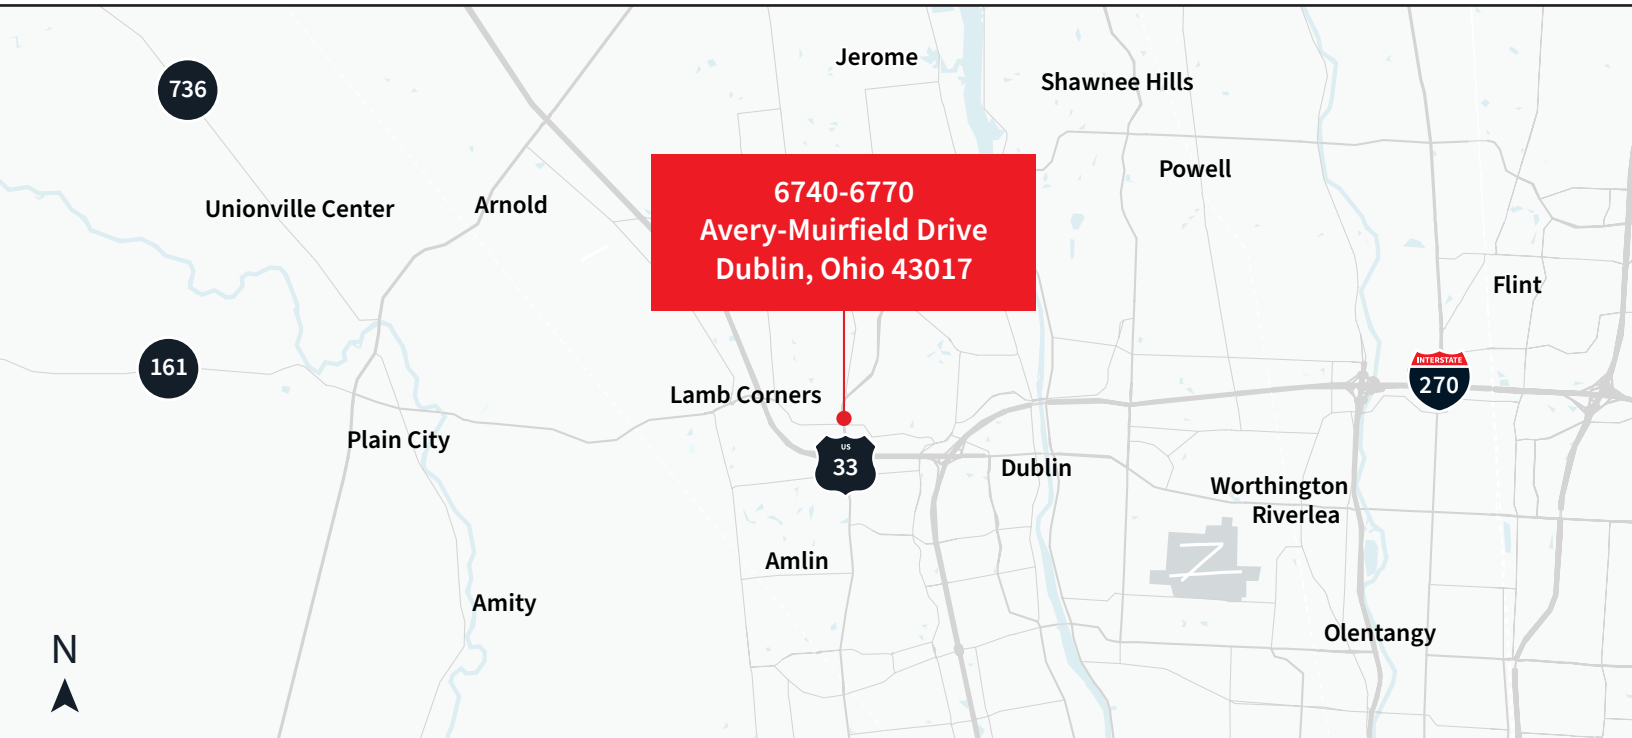 Jerome
Shawnee Hills
736
Powell
6740-6770
Avery-Muirfield Drive
Dublin, Ohio 43017
Unionville Center
Arnold
Flint
161
INTERSTATE
270
Lamb Corners
Plain City
US
33
Dublin
Worthington
Riverlea
Amlin
Amity
Olentangy
N